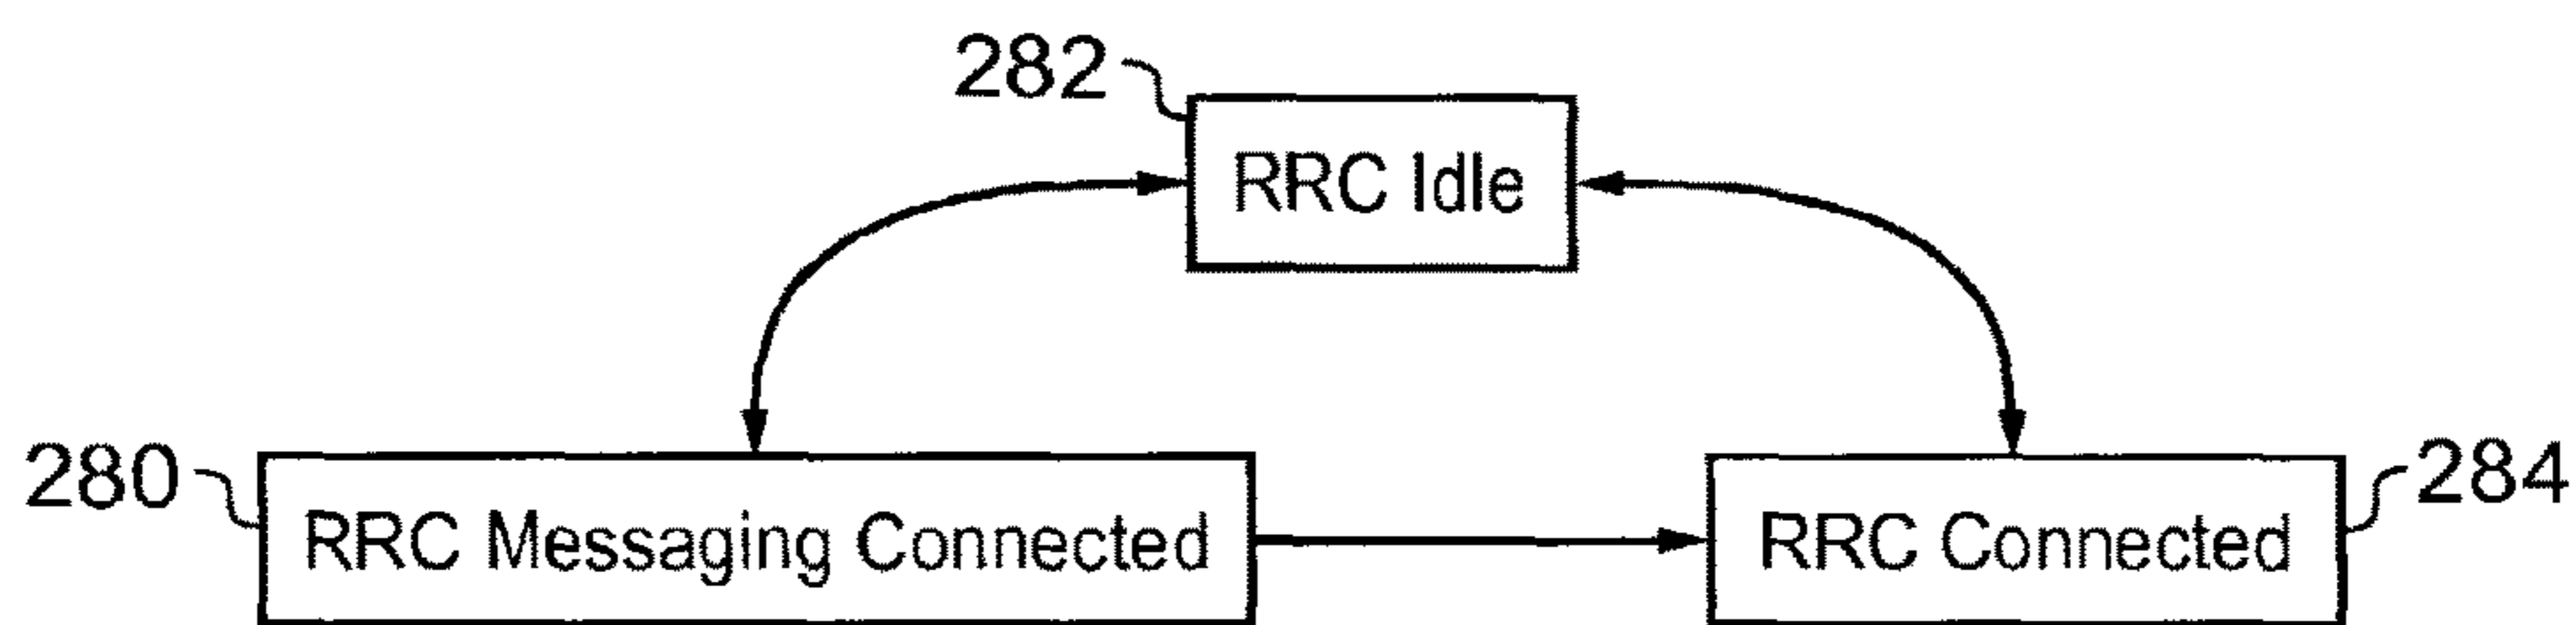 282
RRC Idle
280
RRC Messaging Connected
RRC Connected
284